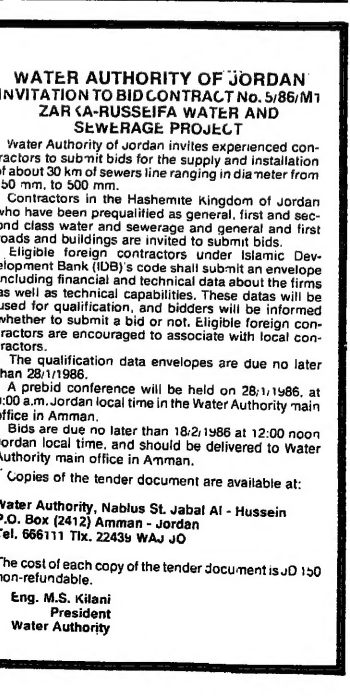 WATER AUTHORITY OF JORDAN
INVITATION TO BID CONTRACT No. 5/86/M1
ZARKA-RUSSEIFA WATER AND
SEWERAGE PROJECT
Water Authority of Jordan invites experienced con-
ractors to submit bids for the supply and installation
of about 30 km of sewers line ranging in diameter from
50 mm, to 500 mm.
Contractors in the Hashemite Kingdom of Jordan
who have been prequalified as general, first and sec-
ond class water and sewerage and general and first
roads and buildings are invited to submit bids.
Eligible foreign contractors under Islamic Dev-
elopment Bank (IDB)'s code shall submit an envelope
including financial and technical data about the firms
as well as technical capabilities. These datas will be
used for qualification, and bidders will be informed
whether to submit a bid or not. Eligible foreign con-
ractors are encouraged to associate with local con-
ractors.
The qualification data envelopes are due no later
than 28/1/1986.
A prebid conference will be held on 28/1/1986, at
:00 a.m. Jordan local time in the Water Authority main
office in Amman.
Bids are due no later than 18/2/1986 at 12:00 noon
Jordan local time, and should be delivered to Water
Authority main office in Amman.
Copies of the tender document are available at:
Water Authority, Nablus St. Jabal Al - Hussein
P.O. Box (2412) Amman - Jordan
Tel. 666111 Tlx. 22439 WAJ JO
The cost of each copy of the tender document is JD 150
non-refundable.
Eng. M.S. Kilani
President
Water Authority